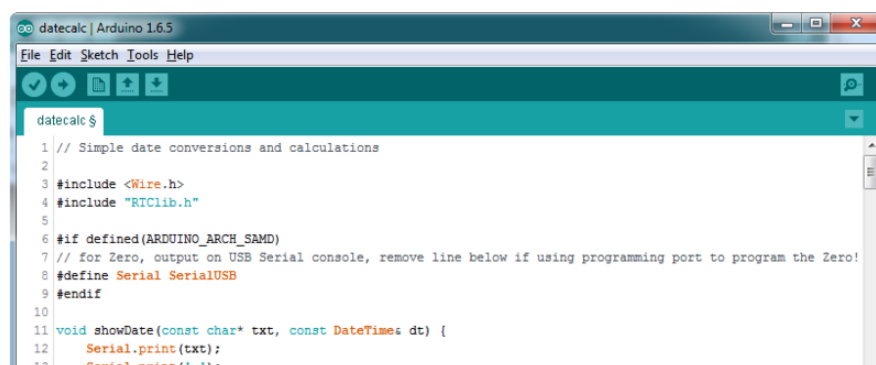 datecalc | Arduino 1.6.5
File Edit Sketch Tools Help
datecalc §
1 // Simple date conversions and calculations
2
3 #include <Wire.h>
4 #include "RTClib.h"
5
6 #if defined(ARDUINO_ARCH_SAMD)
7 // for Zero, output on USB Serial console, remove line below if using programming port to program the Zero!
8 #define Serial SerialUSB
9 #endif
10
11 void showDate(const char* txt, const DateTime& dt) {
12 Serial.print(txt);